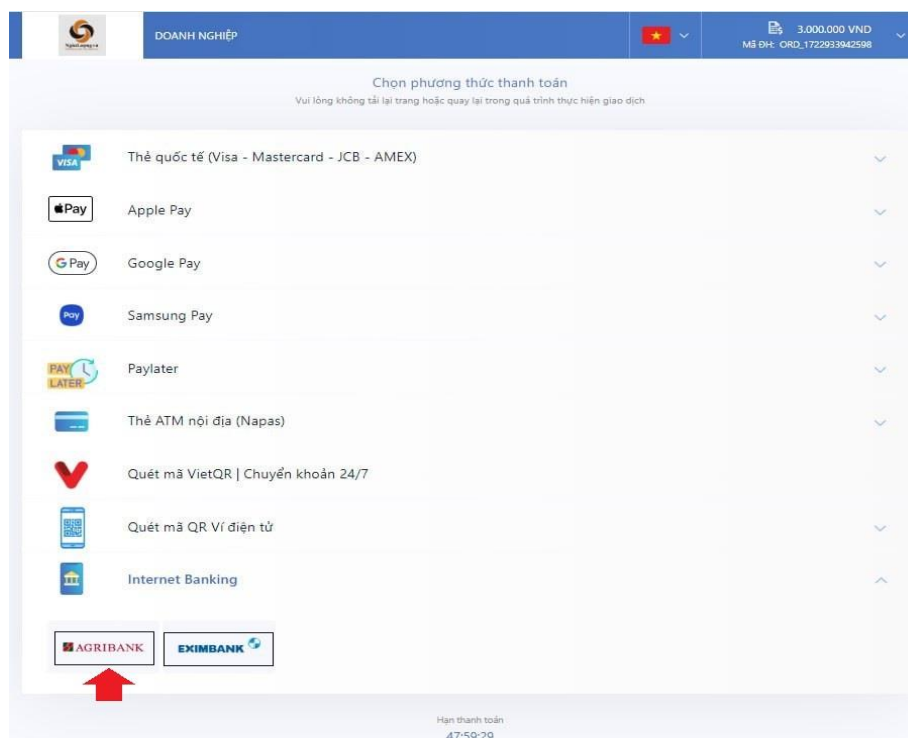 DOANH NGHIỆP
3.000.000 VND
Mã ĐH: ORD_1722933942598
Chọn phương thức thanh toán
Vui lòng không tải lại trang hoặc quay lại trong quá trình thực hiện giao dịch
VISA
Thẻ quốc tế (Visa - Mastercard - JCB - AMEX)
Pay
Apple Pay
G Pay
Google Pay
Pay
Samsung Pay
PAY LATER
Paylater
Thẻ ATM nội địa (Napas)
Quét mã VietQR | Chuyển khoản 24/7
Quét mã QR Ví điện tử
Internet Banking
AGRIBANK
EXIMBANK
Hạn thanh toán
47:59:29